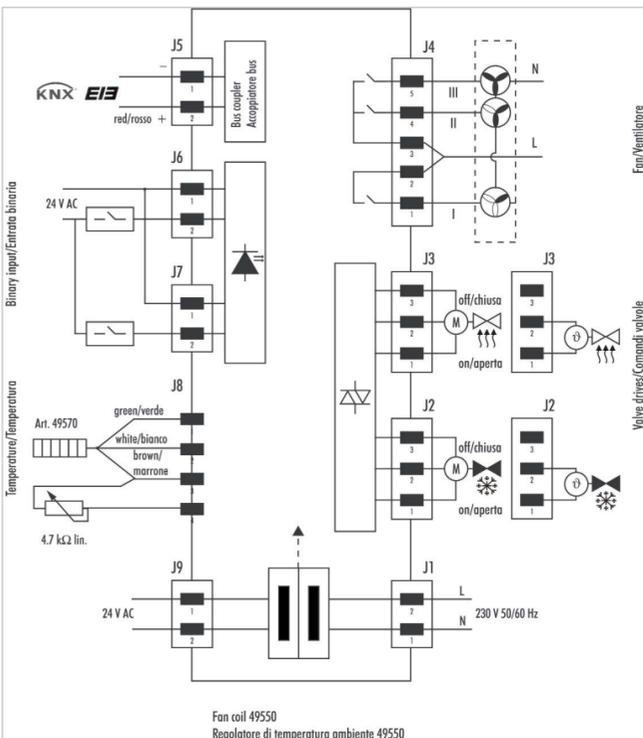 J5
−
1
KNX EIB
2
red/rosso +
Bus coupler
Accoppiatore bus
J6
1
24 V AC
2
J7
1
2
Binary input/Entrata binaria
J8
green/verde
1
Art. 49570
white/bianco
2
brown/
marrone
3
4
4.7 kΩ lin.
Temperature/Temperatura
J9
1
24 V AC
2
J4
5
III
N
4
II
3
L
2
1
I
Fan/Ventilatore
J3
3
off/chiusa
2
M
1
on/aperta
J3
3
2
ϑ
1
J2
3
off/chiusa
2
M
1
on/aperta
J2
3
2
ϑ
1
Valve drives/Comandi valvole
J1
L
2
230 V 50/60 Hz
N
1
Fan coil 49550
Regolatore di temperatura ambiente 49550